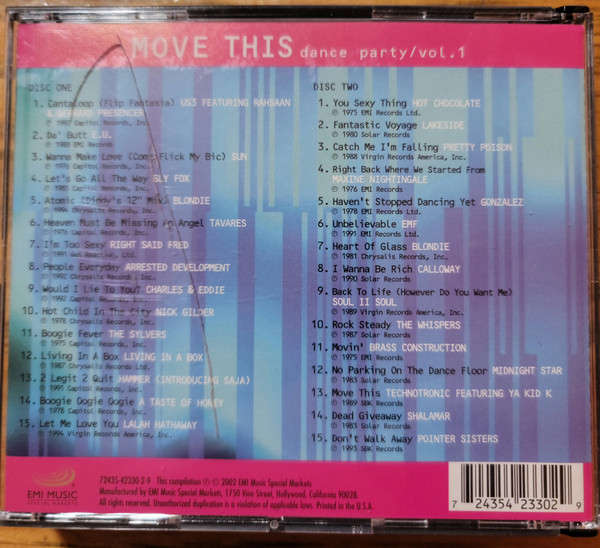 MOVE THIS dance party/vol.1
DISC ONE
1. Cantaloop (Flip Fantasia) US3 FEATURING RAHSAAN
& GERRARD PRESENCER
℗ 1992 Capitol Records, Inc.
2. Da' Butt E.U.
℗ 1988 EMI Records
3. Wanna Make Love (Come Flick My Bic) SUN
℗ Capitol Records, Inc.
4. Let's Go All The Way SLY FOX
℗ 1985 Capitol Records, Inc.
5. Atomic (Diddy's 12" Mix) BLONDIE
℗ 1994 Chrysalis Records, Inc.
6. Heaven Must Be Missing An Angel TAVARES
℗ 1976 Capitol Records, Inc.
7. I'm Too Sexy RIGHT SAID FRED
℗ 1991
8. People Everyday ARRESTED DEVELOPMENT
℗ 1992 Chrysalis Records, Inc.
9. Would I Lie To You? CHARLES & EDDIE
℗ 1992 Capitol Records, Inc.
10. Hot Child In The City NICK GILDER
℗ 1978 Chrysalis Records, Inc.
11. Boogie Fever THE SYLVERS
℗ 1975 Capitol Records, Inc.
12. Living In A Box LIVING IN A BOX
℗ 1987 Chrysalis Records Ltd.
13. 2 Legit 2 Quit HAMMER (INTRODUCING SAJA)
℗ 1991 Capitol Records, Inc.
14. Boogie Oogie Oogie A TASTE OF HONEY
℗ 1978 Capitol Records, Inc.
15. Let Me Love You LALAH HATHAWAY
℗ 1994 Virgin Records America, Inc.
DISC TWO
1. You Sexy Thing HOT CHOCOLATE
℗ 1975 EMI Records Ltd.
2. Fantastic Voyage LAKESIDE
℗ 1980 Solar Records
3. Catch Me I'm Falling PRETTY POISON
℗ 1988 Virgin Records America, Inc.
4. Right Back Where We Started From
MAXINE NIGHTINGALE
℗ 1976 EMI Records
5. Haven't Stopped Dancing Yet GONZALEZ
℗ 1978 EMI Records Ltd.
6. Unbelievable EMF
℗ 1991 EMI Records Ltd.
7. Heart Of Glass BLONDIE
℗ 1981 Chrysalis Records, Inc.
8. I Wanna Be Rich CALLOWAY
℗ 1990 Solar Records
9. Back To Life (However Do You Want Me)
SOUL II SOUL
℗ 1989 Virgin Records America, Inc.
10. Rock Steady THE WHISPERS
℗ 1987 Solar Records
11. Movin' BRASS CONSTRUCTION
℗ 1975 EMI Records
12. No Parking On The Dance Floor MIDNIGHT STAR
℗ 1983 Solar Records
13. Move This TECHNOTRONIC FEATURING YA KID K
℗ 1989 SBK Records
14. Dead Giveaway SHALAMAR
℗ 1983 Solar Records
15. Don't Walk Away POINTER SISTERS
℗ 1993 SBK Records
EMI MUSIC
SPECIAL MARKETS
72435-42330-2-9 This compilation ℗ © 2002 EMI Music Special Markets
Manufactured by EMI Music Special Markets, 1750 Vine Street, Hollywood, California 90028.
Unauthorized duplication is a violation of applicable laws. Printed in the U.S.A.
7 24354 23302 9